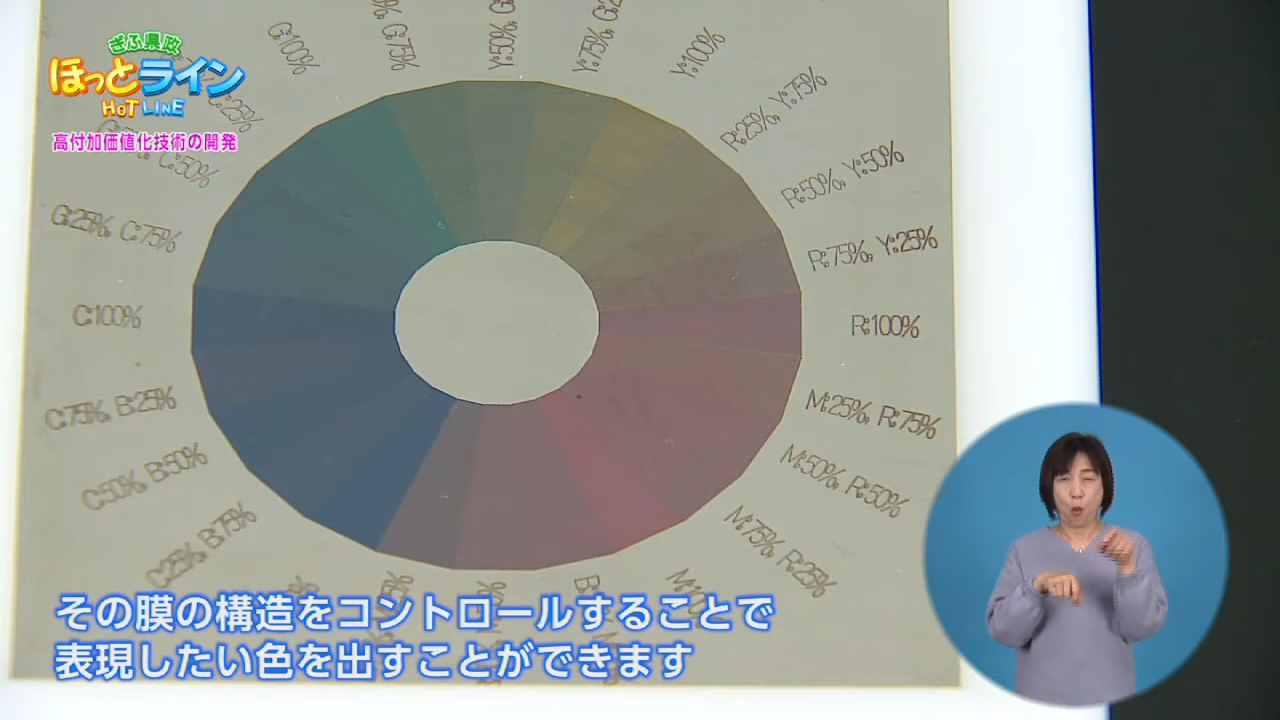 ぎふ県政
ほっとライン
HOT LINE
高付加価値化技術の開発
G:100%
G:75%
Y:50%
Y:75%
Y:100%
R:25%, Y:75%
R:50%, Y:50%
R:75%, Y:25%
R:100%
M:25%, R:75%
M:50%, R:50%
M:75%, R:25%
C:25%
C:50%
G:25%, C:75%
C:100%
C:75%, B:25%
C:50%, B:50%
C:25%, B:75%
その膜の構造をコントロールすることで
表現したい色を出すことができます